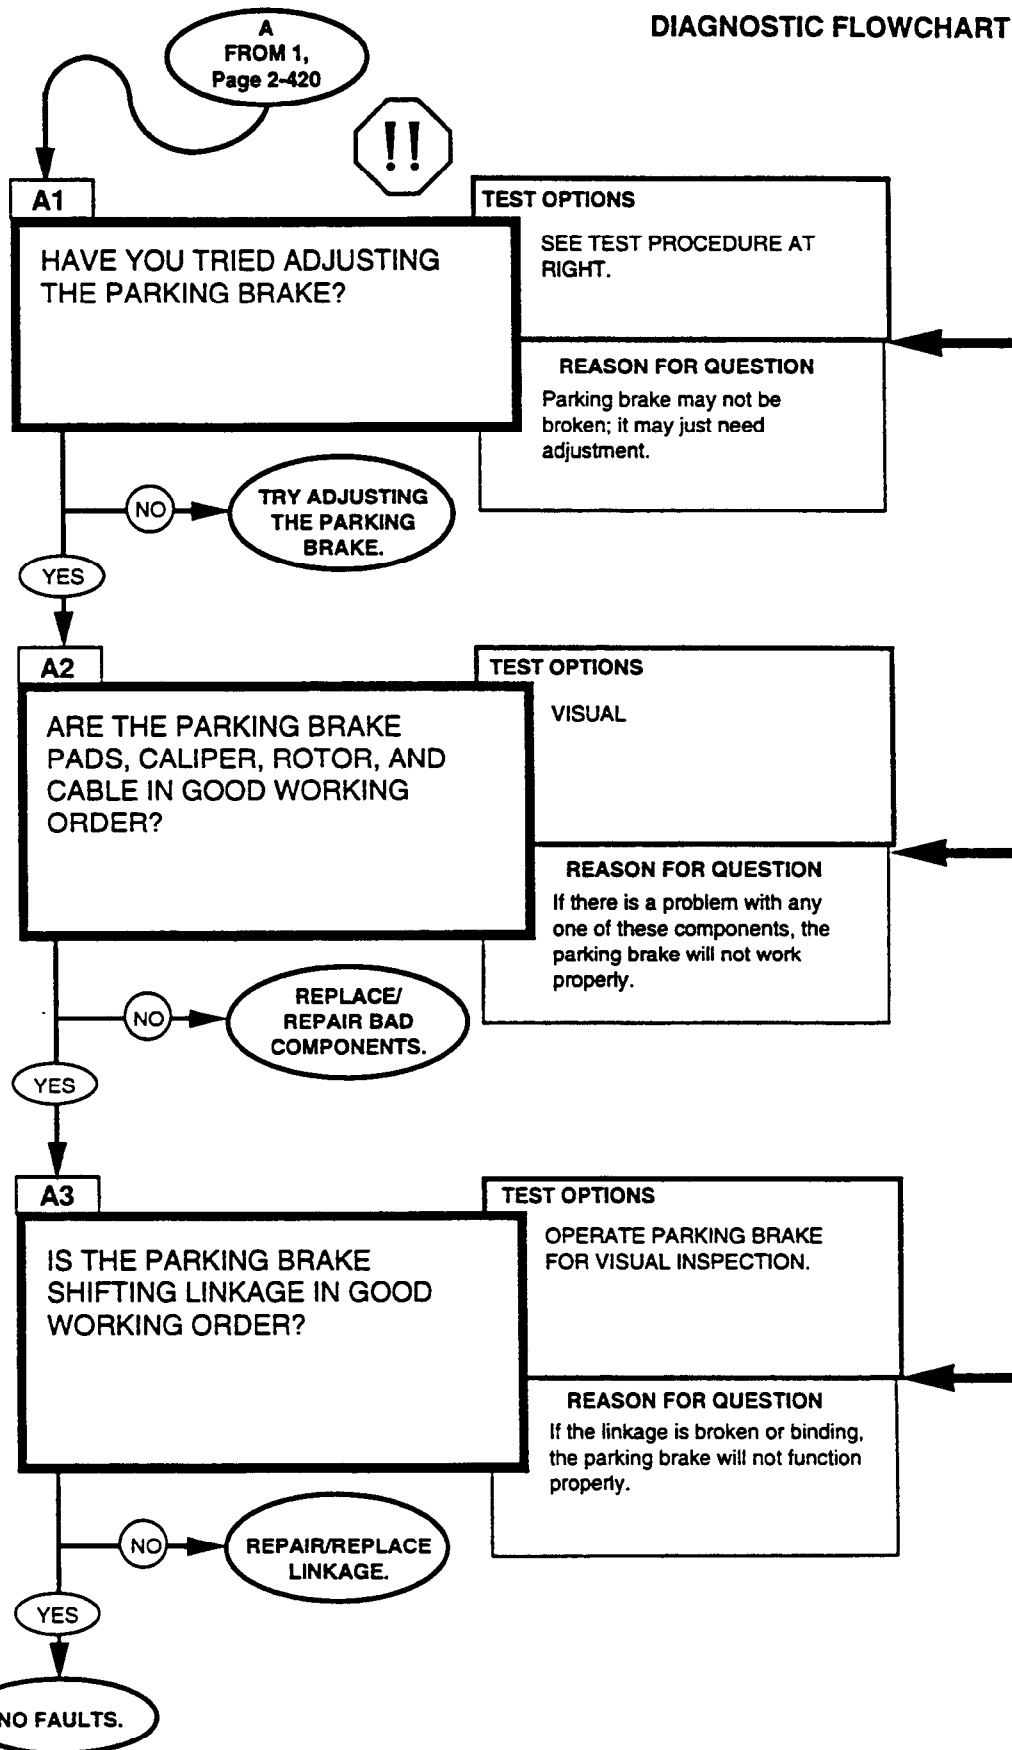 DIAGNOSTIC FLOWCHART
A
FROM 1,
Page 2-420
!!
A1
HAVE YOU TRIED ADJUSTING
THE PARKING BRAKE?
TEST OPTIONS
SEE TEST PROCEDURE AT
RIGHT.
REASON FOR QUESTION
Parking brake may not be
broken; it may just need
adjustment.
NO
TRY ADJUSTING
THE PARKING
BRAKE.
YES
A2
ARE THE PARKING BRAKE
PADS, CALIPER, ROTOR, AND
CABLE IN GOOD WORKING
ORDER?
TEST OPTIONS
VISUAL
REASON FOR QUESTION
If there is a problem with any
one of these components, the
parking brake will not work
properly.
NO
REPLACE/
REPAIR BAD
COMPONENTS.
YES
A3
IS THE PARKING BRAKE
SHIFTING LINKAGE IN GOOD
WORKING ORDER?
TEST OPTIONS
OPERATE PARKING BRAKE
FOR VISUAL INSPECTION.
REASON FOR QUESTION
If the linkage is broken or binding,
the parking brake will not function
properly.
NO
REPAIR/REPLACE
LINKAGE.
YES
NO FAULTS.